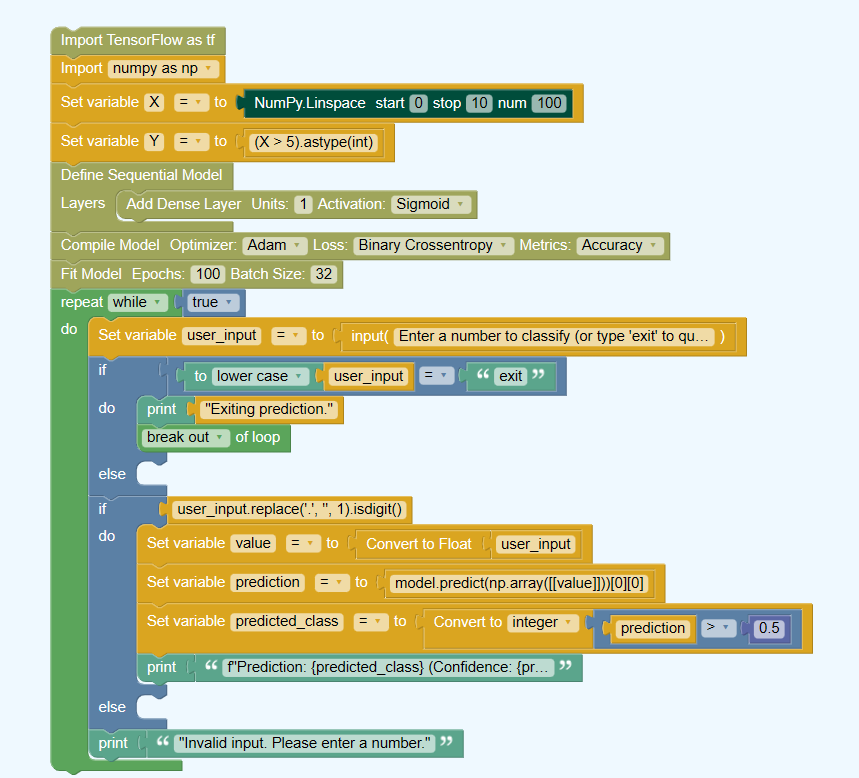 Import TensorFlow as tf
Import numpy as np
Set variable X = to NumPy.Linspace start 0 stop 10 num 100
Set variable Y = to (X > 5).astype(int)
Define Sequential Model
Layers Add Dense Layer Units: 1 Activation: Sigmoid
Compile Model Optimizer: Adam Loss: Binary Crossentropy Metrics: Accuracy
Fit Model Epochs: 100 Batch Size: 32
repeat while true
do Set variable user_input = to input( Enter a number to classify (or type 'exit' to qu... )
if to lower case user_input = “ exit ”
do print "Exiting prediction."
break out of loop
else
if user_input.replace('.', '', 1).isdigit()
do Set variable value = to Convert to Float user_input
Set variable prediction = to model.predict(np.array([[value]]))[0][0]
Set variable predicted_class = to Convert to integer prediction > 0.5
print “ f"Prediction: {predicted_class} (Confidence: {pr... ”
else
print “ "Invalid input. Please enter a number." ”